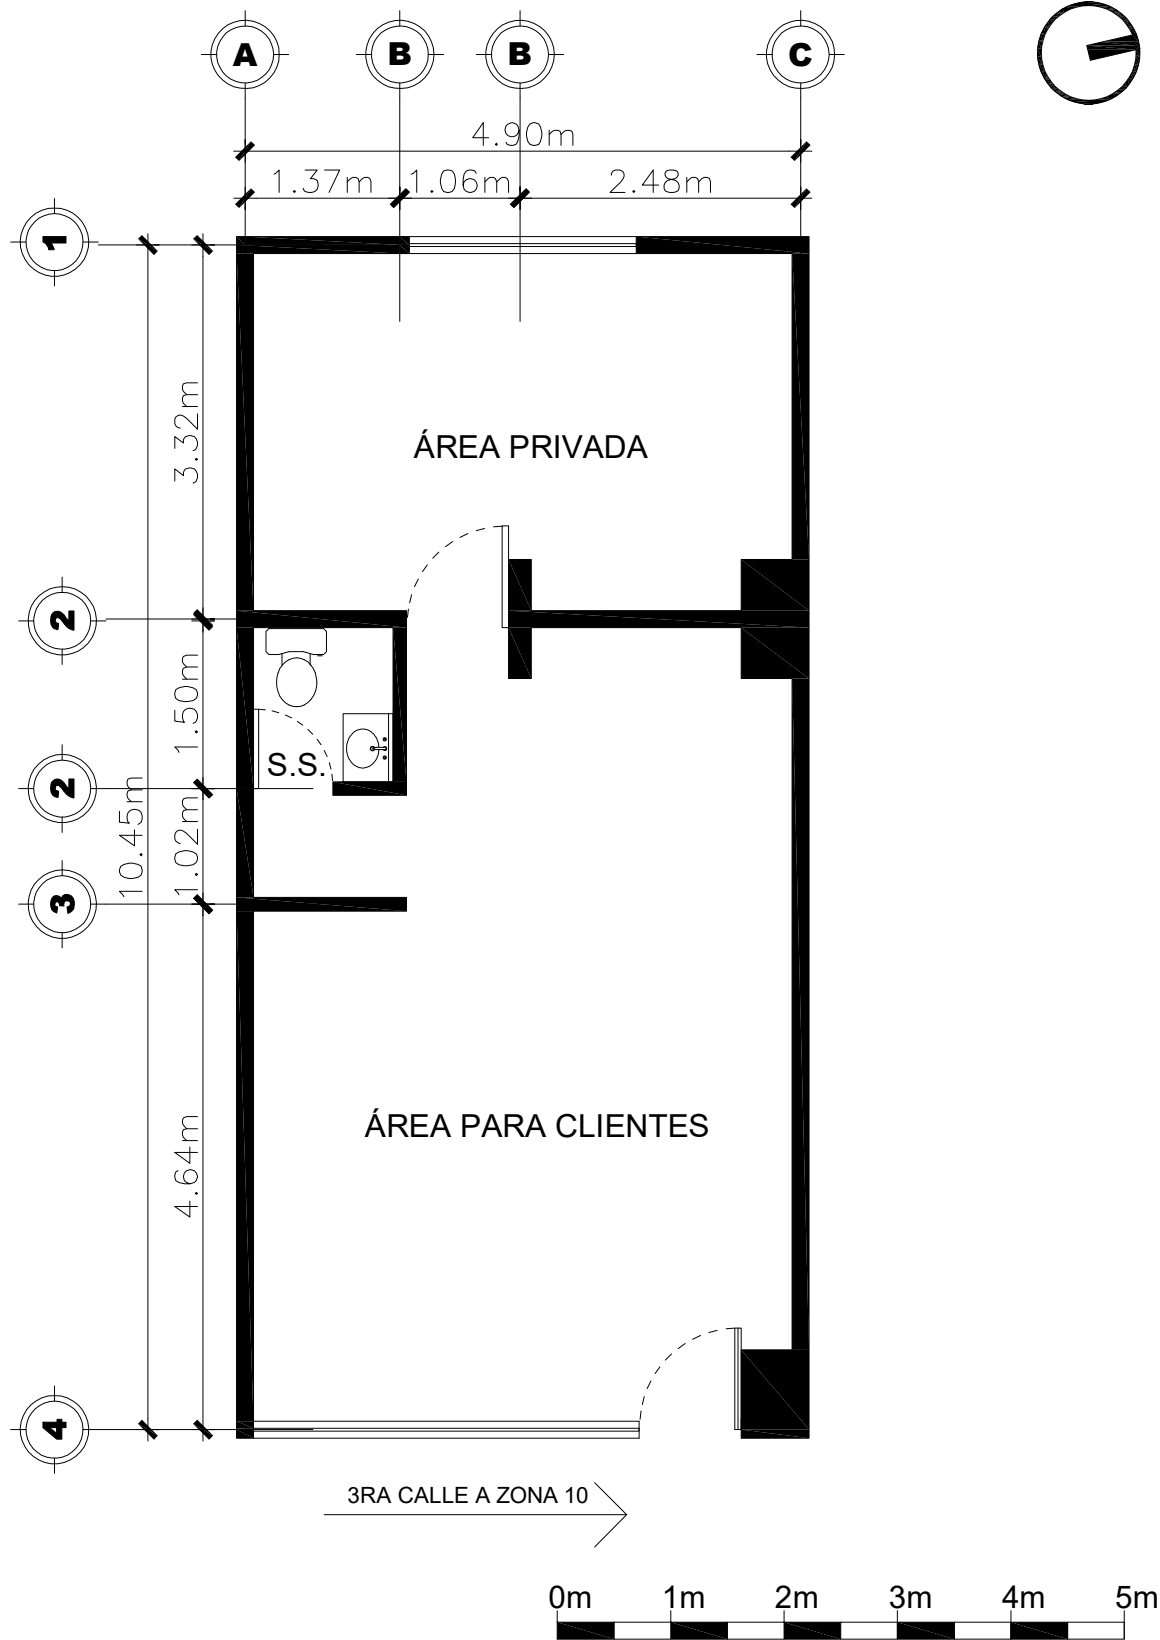 A B B C
4.90m
1.37m 1.06m 2.48m
1
3.32m
ÁREA PRIVADA
2
1.50m
S.S.
2
10.45m
1.02m
3
ÁREA PARA CLIENTES
4.64m
4
3RA CALLE A ZONA 10
0m 1m 2m 3m 4m 5m